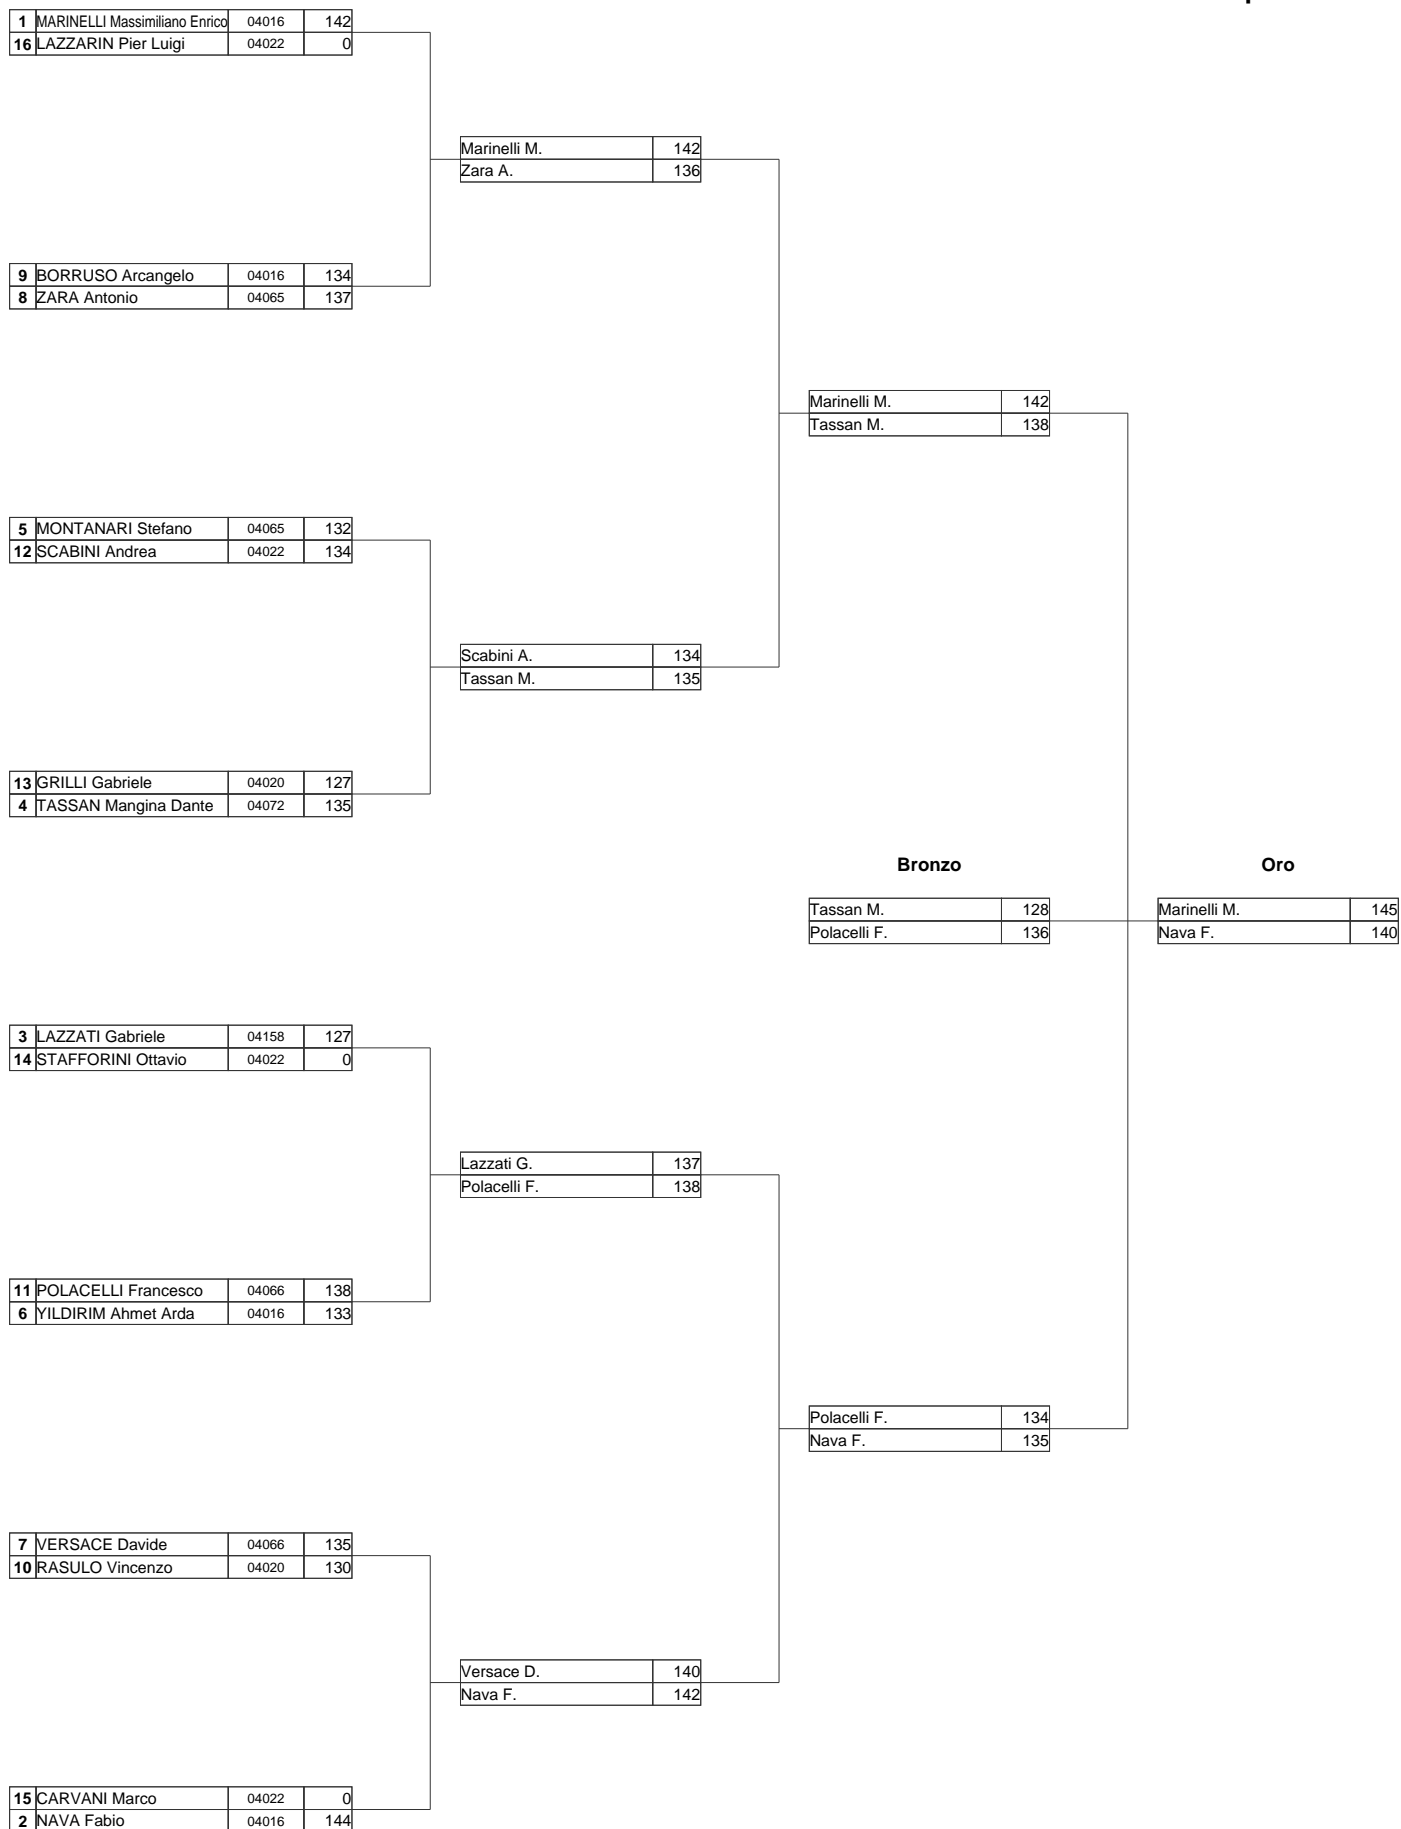 1 MARINELLI Massimiliano Enrico 04016 142
16 LAZZARIN Pier Luigi 04022 0
Marinelli M. 142
Zara A. 136
9 BORRUSO Arcangelo 04016 134
8 ZARA Antonio 04065 137
Marinelli M. 142
Tassan M. 138
5 MONTANARI Stefano 04065 132
12 SCABINI Andrea 04022 134
Scabini A. 134
Tassan M. 135
13 GRILLI Gabriele 04020 127
4 TASSAN Mangina Dante 04072 135
Bronzo Oro
Tassan M. 128 Marinelli M. 145
Polacelli F. 136 Nava F. 140
3 LAZZATI Gabriele 04158 127
14 STAFFORINI Ottavio 04022 0
Lazzati G. 137
Polacelli F. 138
11 POLACELLI Francesco 04066 138
6 YILDIRIM Ahmet Arda 04016 133
Polacelli F. 134
Nava F. 135
7 VERSACE Davide 04066 135
10 RASULO Vincenzo 04020 130
Versace D. 140
Nava F. 142
15 CARVANI Marco 04022 0
2 NAVA Fabio 04016 144